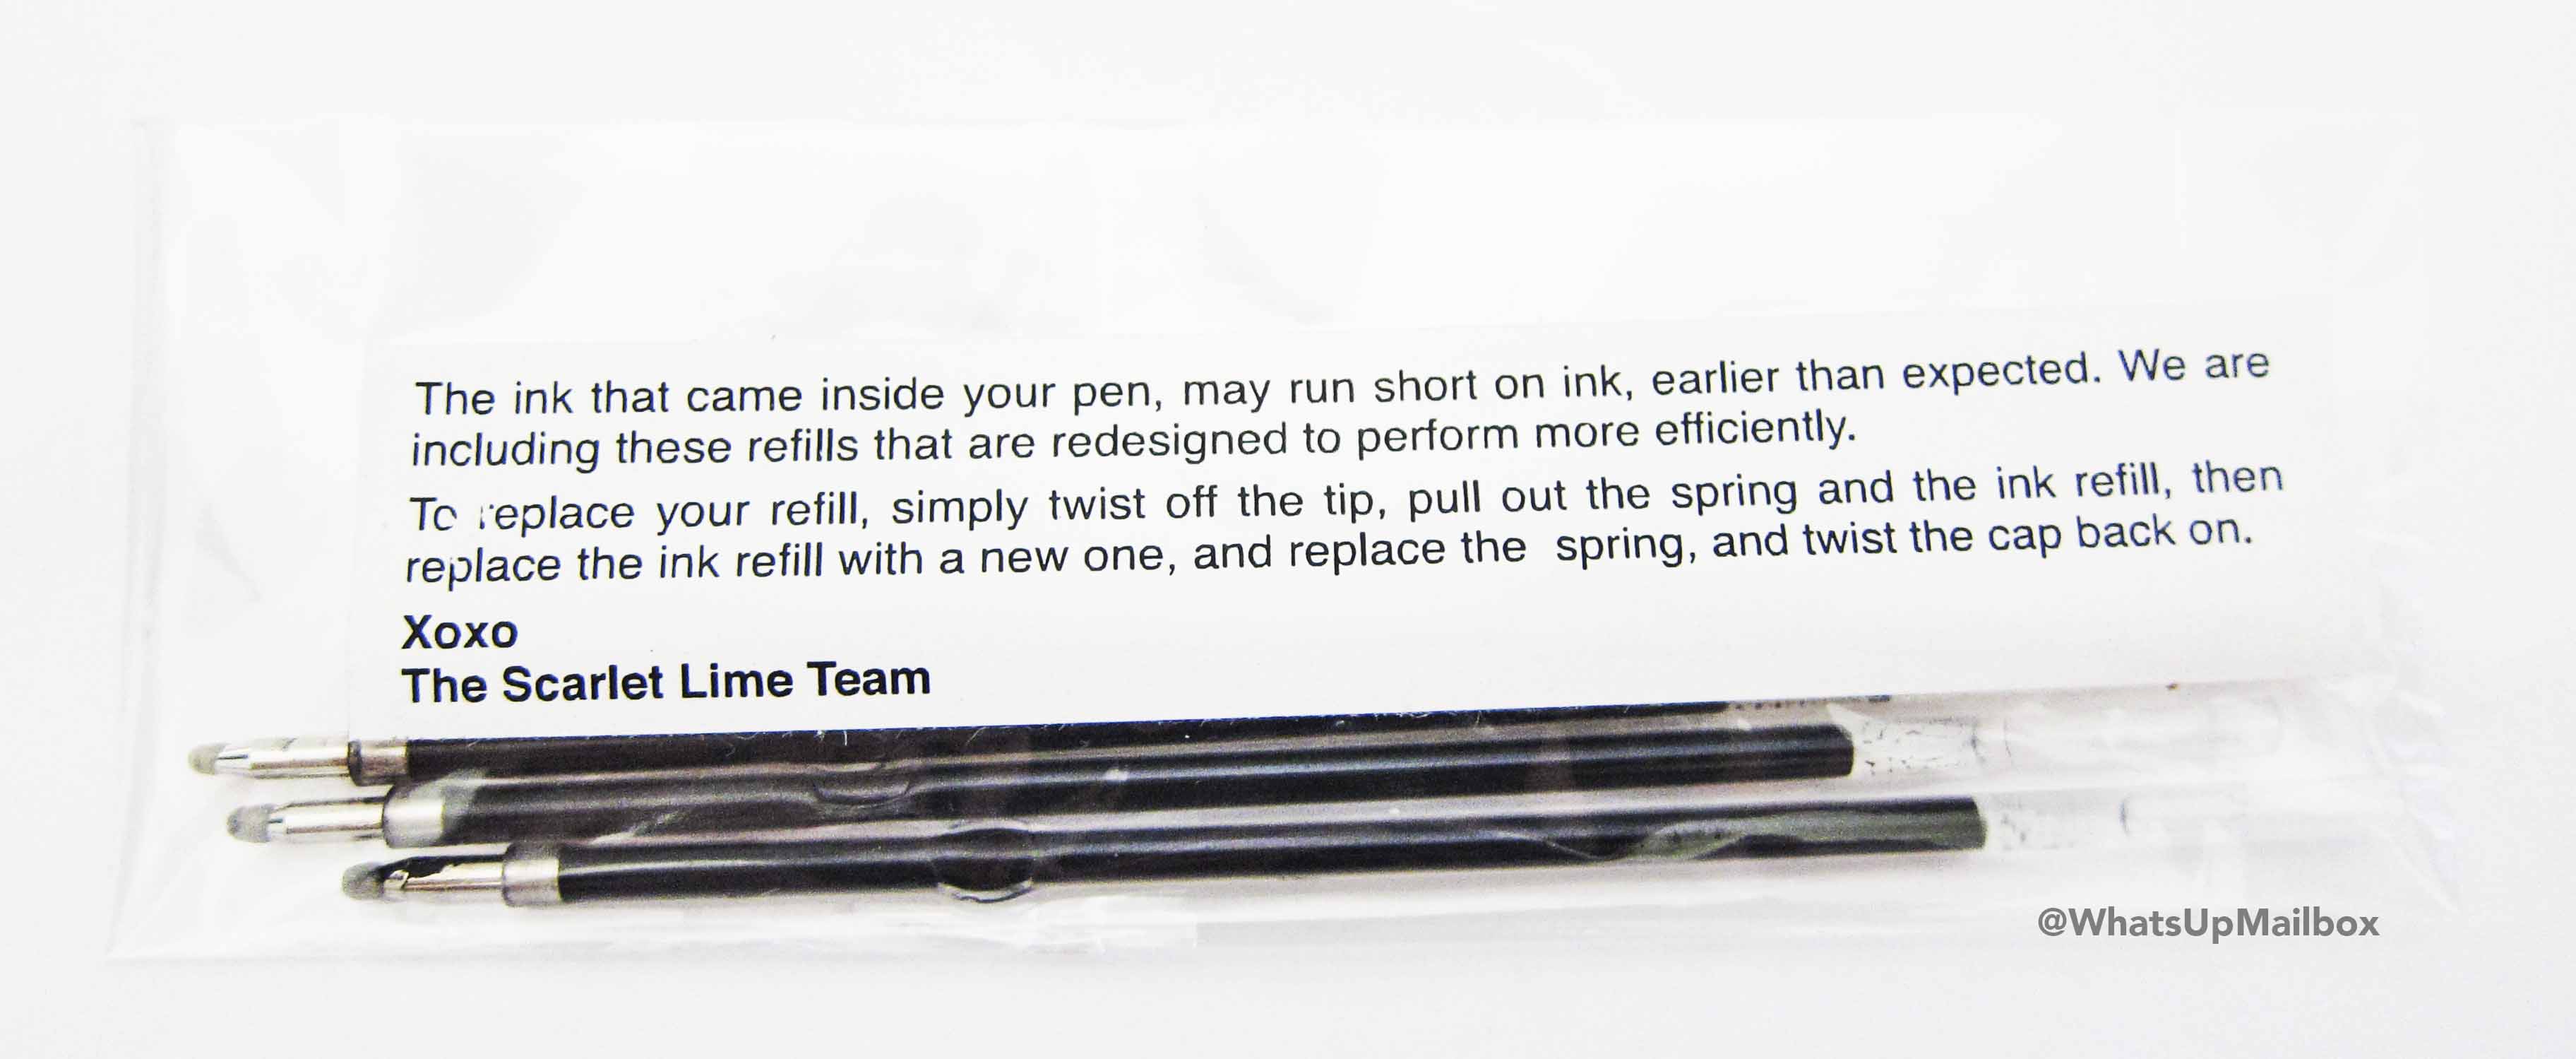 The ink that came inside your pen, may run short on ink, earlier than expected. We are
including these refills that are redesigned to perform more efficiently.
To replace your refill, simply twist off the tip, pull out the spring and the ink refill, then
replace the ink refill with a new one, and replace the  spring, and twist the cap back on.
Xoxo
The Scarlet Lime Team
@WhatsUpMailbox